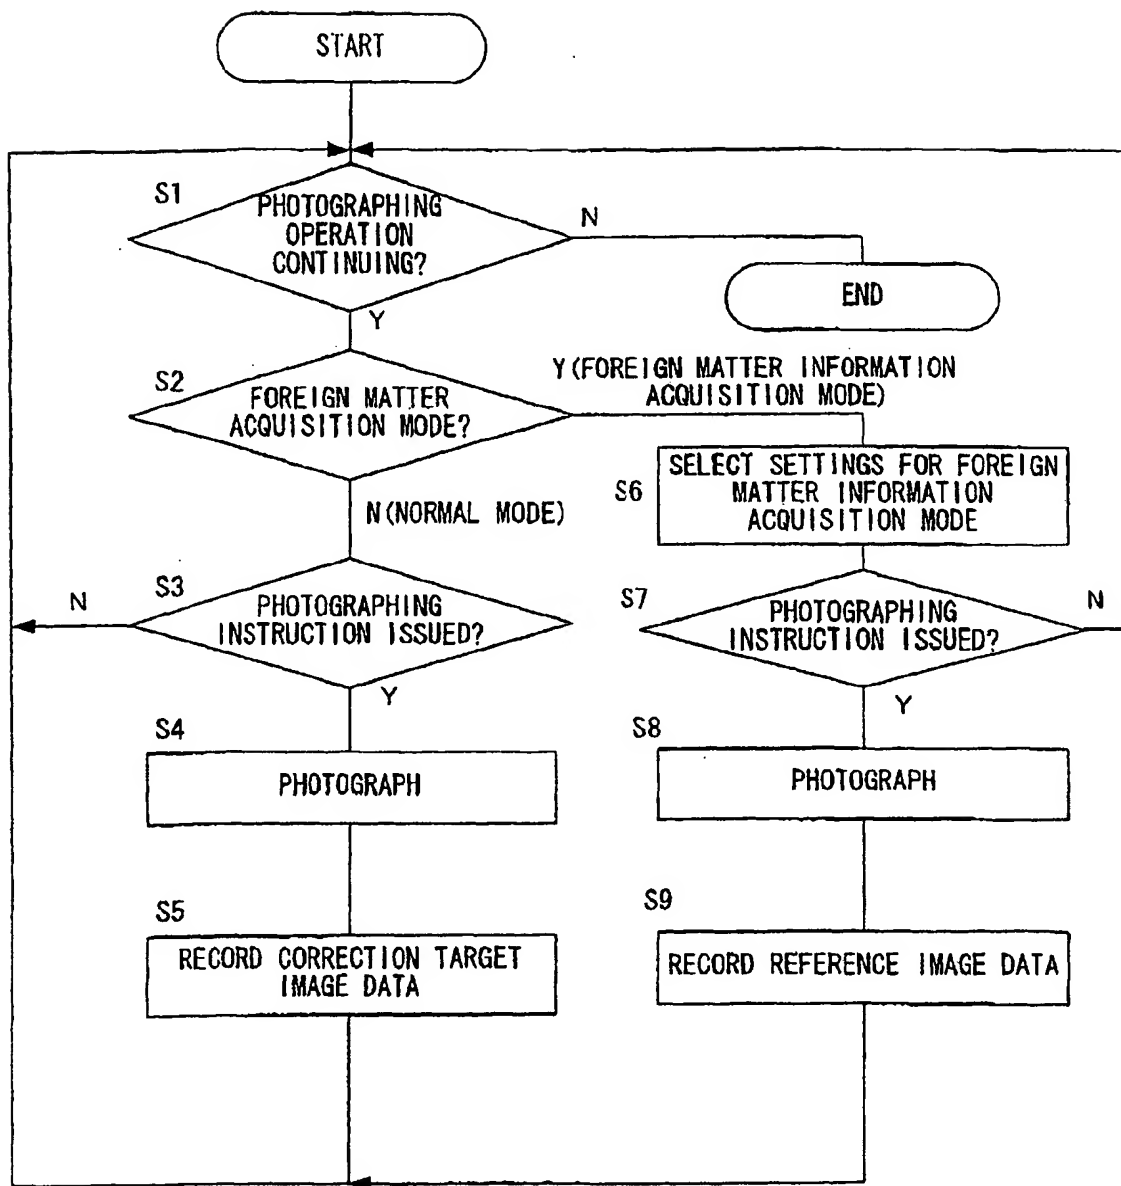 START
S1
PHOTOGRAPHING
OPERATION
CONTINUING?
N
END
Y
S2
FOREIGN MATTER
ACQUISITION MODE?
Y(FOREIGN MATTER INFORMATION
ACQUISITION MODE)
N(NORMAL MODE)
S6
SELECT SETTINGS FOR FOREIGN
MATTER INFORMATION
ACQUISITION MODE
S3
PHOTOGRAPHING
INSTRUCTION ISSUED?
N
Y
S7
PHOTOGRAPHING
INSTRUCTION ISSUED?
N
Y
S4
PHOTOGRAPH
S8
PHOTOGRAPH
S5
RECORD CORRECTION TARGET
IMAGE DATA
S9
RECORD REFERENCE IMAGE DATA